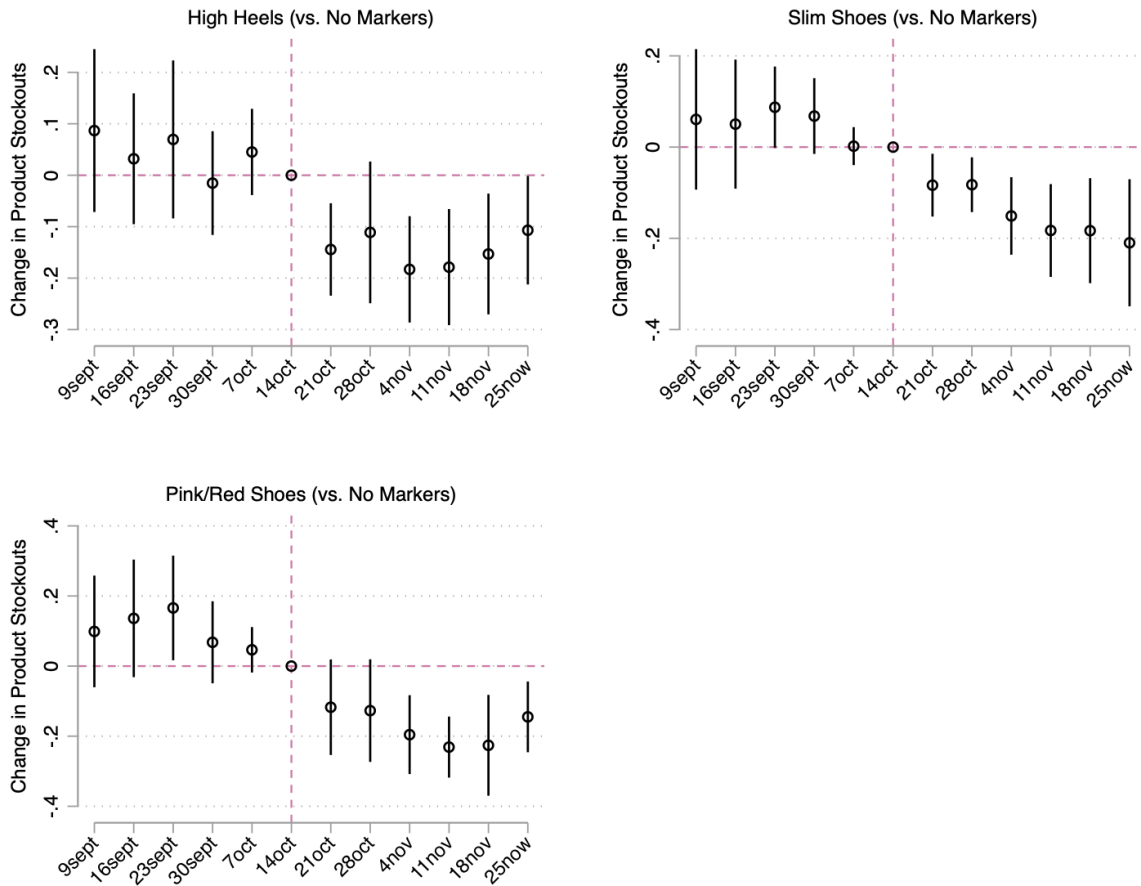 High Heels (vs. No Markers)
Change in Product Stockouts
.2
.1
0
-.1
-.2
-.3
9sept 16sept 23sept 30sept 7oct 14oct 21oct 28oct 4nov 11nov 18nov 25now
Slim Shoes (vs. No Markers)
Change in Product Stockouts
.2
0
-.2
-.4
9sept 16sept 23sept 30sept 7oct 14oct 21oct 28oct 4nov 11nov 18nov 25now
Pink/Red Shoes (vs. No Markers)
Change in Product Stockouts
.4
.2
0
-.2
-.4
9sept 16sept 23sept 30sept 7oct 14oct 21oct 28oct 4nov 11nov 18nov 25now